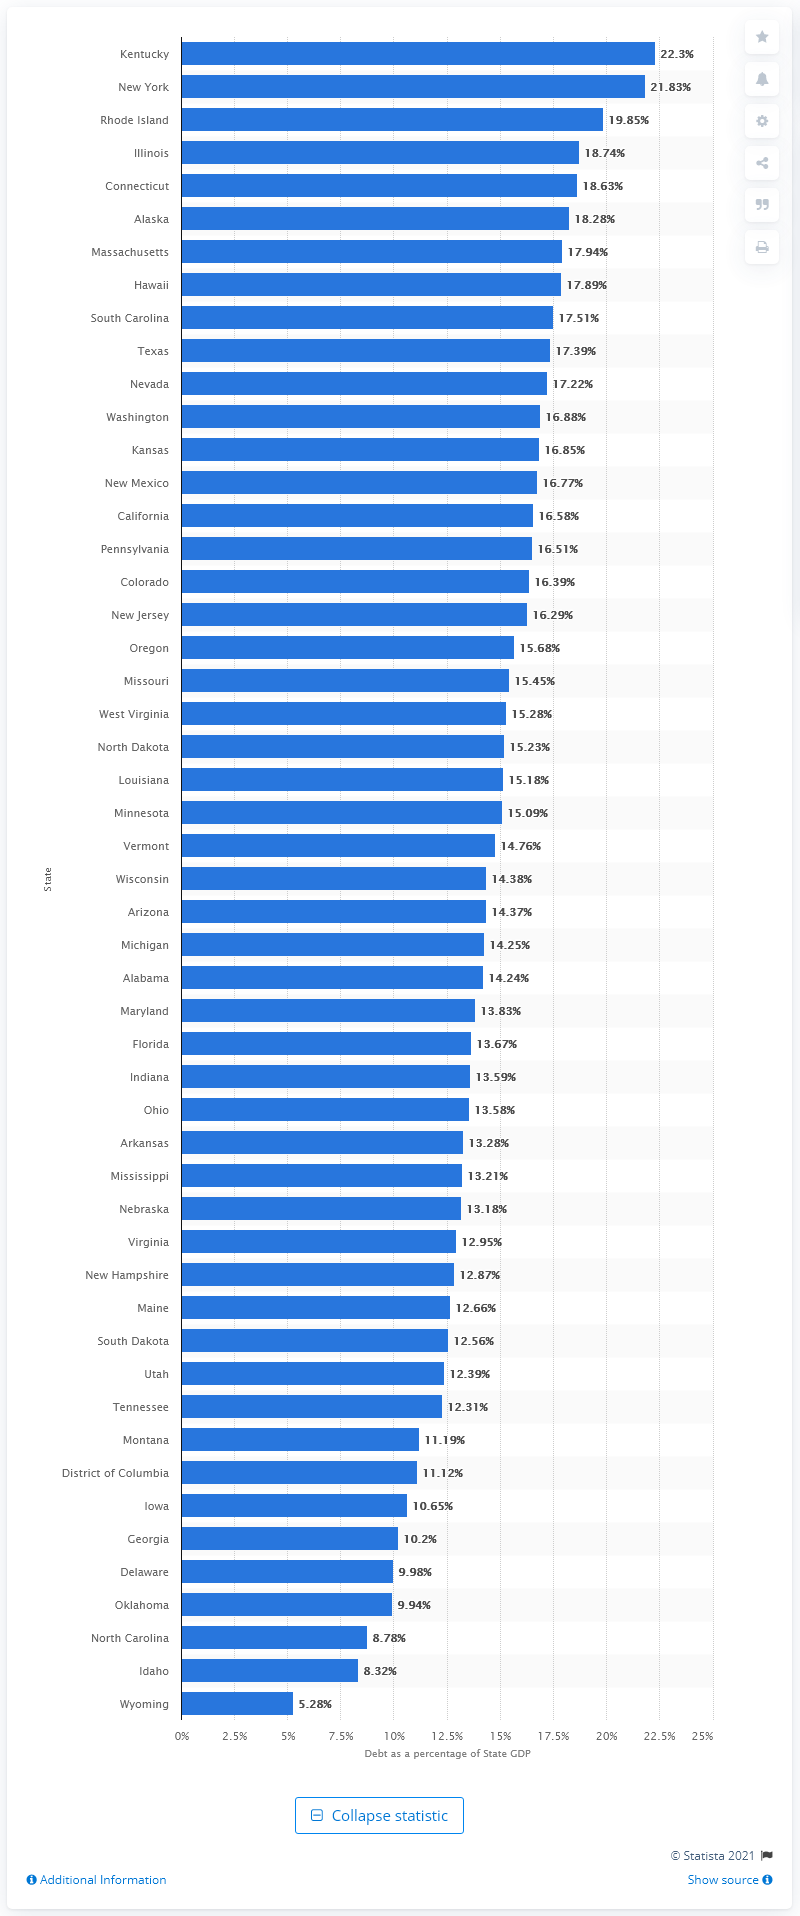 Kentucky 22.3%
New York 21.83%
Rhode Island 19.85%
Illinois 18.74%
Connecticut 18.63%
Alaska 18.28%
Massachusetts 17.94%
Hawaii 17.89%
South Carolina 17.51%
Texas 17.39%
Nevada 17.22%
Washington 16.88%
Kansas 16.85%
New Mexico 16.77%
California 16.58%
Pennsylvania 16.51%
Colorado 16.39%
New Jersey 16.29%
Oregon 15.68%
Missouri 15.45%
West Virginia 15.28%
North Dakota 15.23%
Louisiana 15.18%
Minnesota 15.09%
Vermont 14.76%
State
Wisconsin 14.38%
Arizona 14.37%
Michigan 14.25%
Alabama 14.24%
Maryland 13.83%
Florida 13.67%
Indiana 13.59%
Ohio 13.58%
Arkansas 13.28%
Mississippi 13.21%
Nebraska 13.18%
Virginia 12.95%
New Hampshire 12.87%
Maine 12.66%
South Dakota 12.56%
Utah 12.39%
Tennessee 12.31%
Montana 11.19%
District of Columbia 11.12%
Iowa 10.65%
Georgia 10.2%
Delaware 9.98%
Oklahoma 9.94%
North Carolina 8.78%
Idaho 8.32%
Wyoming 5.28%
0% 2.5% 5% 7.5% 10% 12.5% 15% 17.5% 20% 22.5% 25%
Debt as a percentage of State GDP
Collapse statistic
© Statista 2021
Additional Information Show source